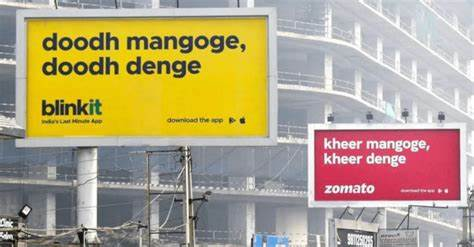 doodh mangoge,
doodh denge
blinkit
India's Last Minute App
download the app
kheer mangoge,
kheer denge
zomato
download the app